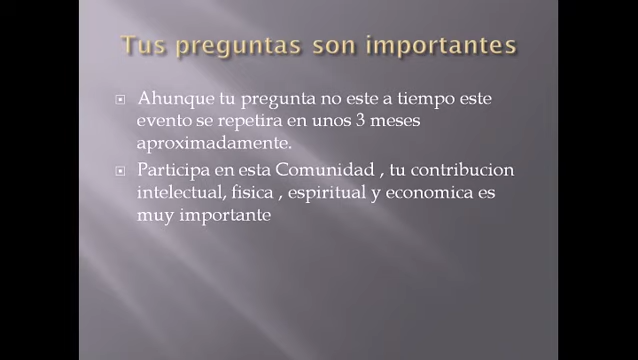 Tus preguntas son importantes
Ahunque tu pregunta no este a tiempo este
evento se repetira en unos 3 meses
aproximadamente.
Participa en esta Comunidad , tu contribucion
intelectual, fisica , espiritual y economica es
muy importante